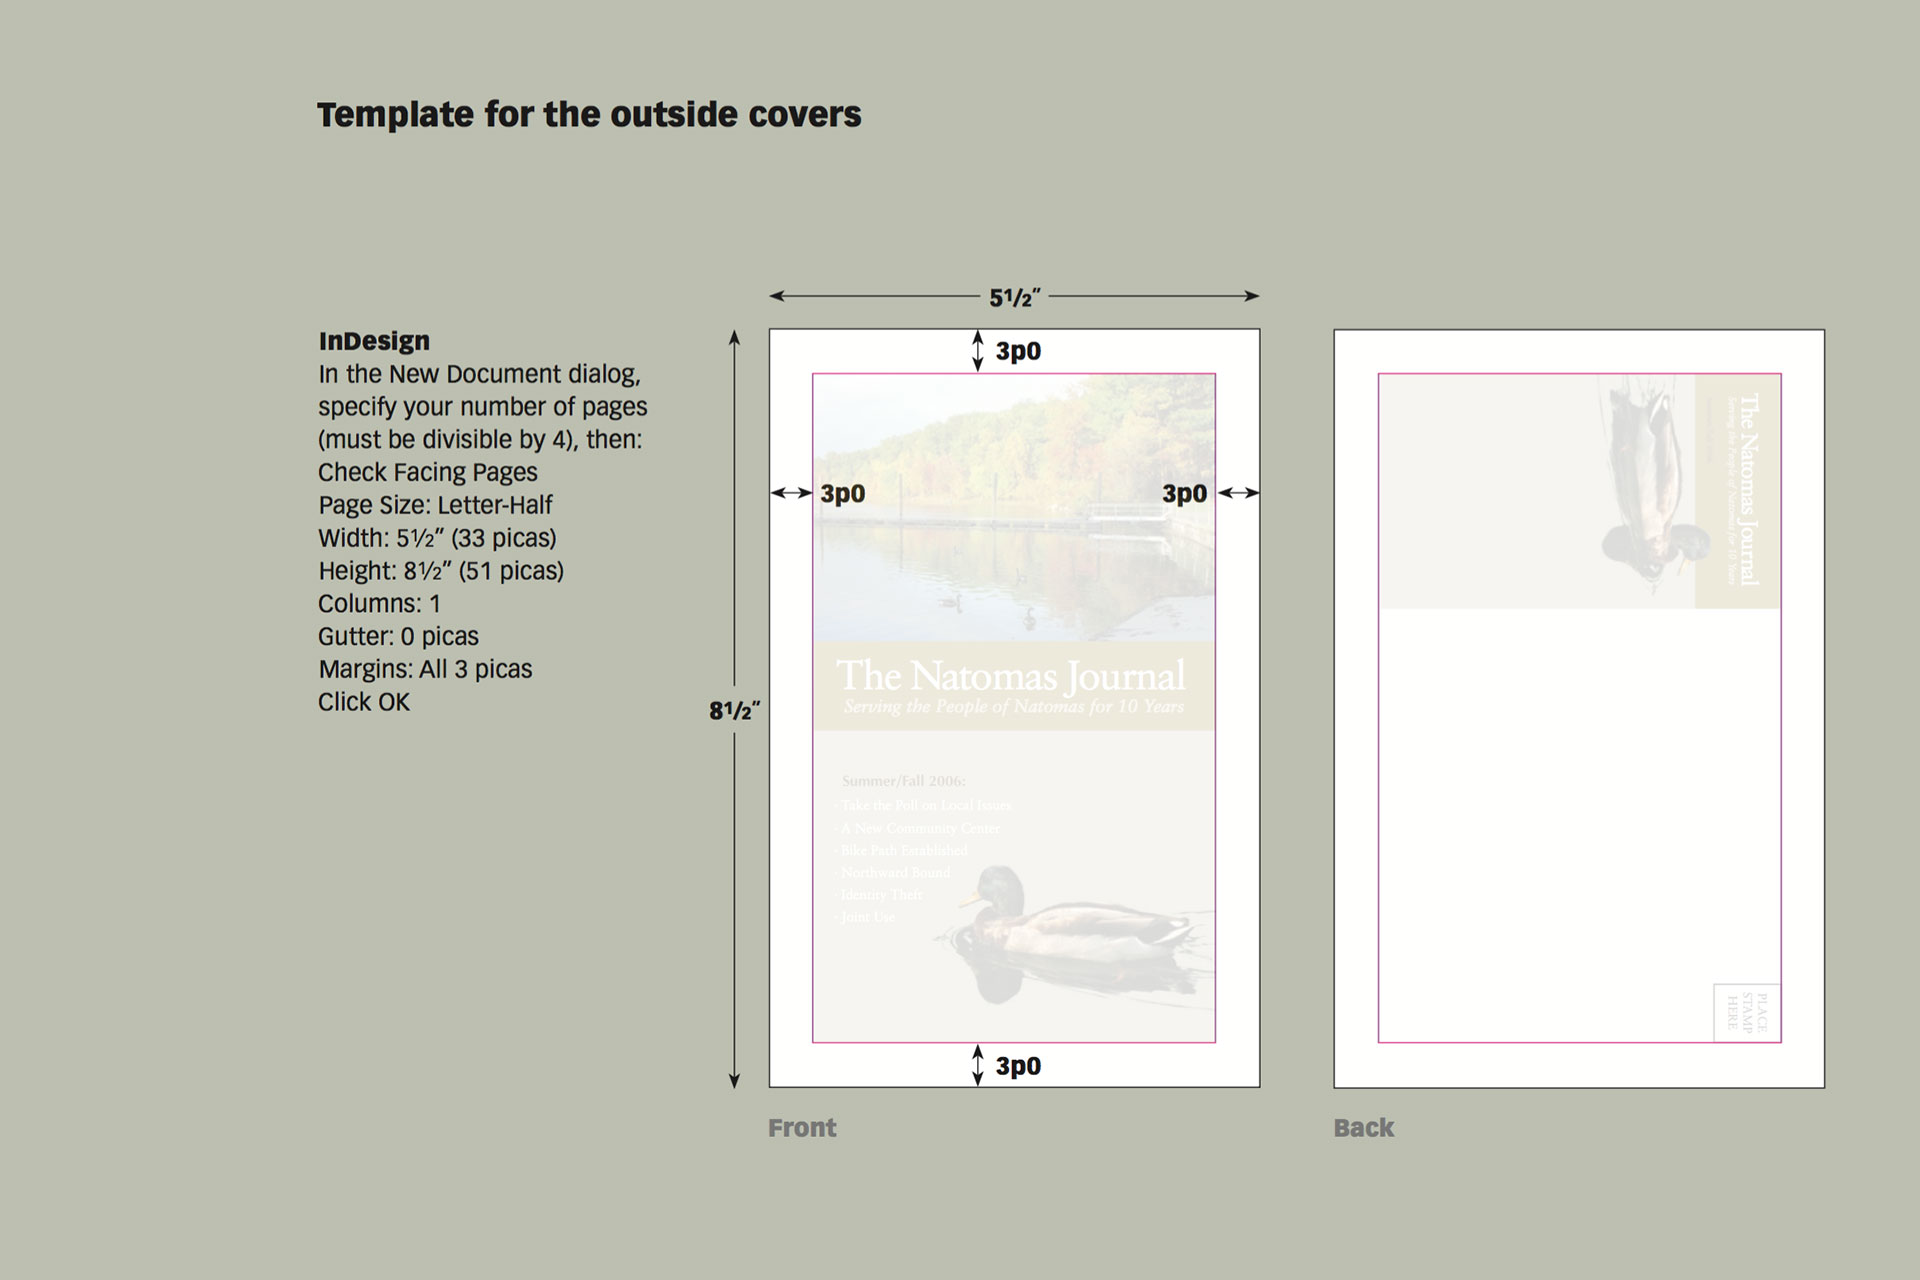 Template for the outside covers
InDesign
In the New Document dialog,
specify your number of pages
(must be divisible by 4), then:
Check Facing Pages
Page Size: Letter-Half
Width: 5½” (33 picas)
Height: 8½” (51 picas)
Columns: 1
Gutter: 0 picas
Margins: All 3 picas
Click OK
5½”
8½”
3p0
3p0
3p0
The Natomas Journal
Serving the People of Natomas for 10 Years
Summer/Fall 2006:
· Take the Poll on Local Issues
· A New Community Center
· Bike Path Established
· Northward Bound
· Identity Theft
· Joint Use
3p0
Front
The Natomas Journal
Serving the People of Natomas for 10 Years
PLACE
STAMP
HERE
Back